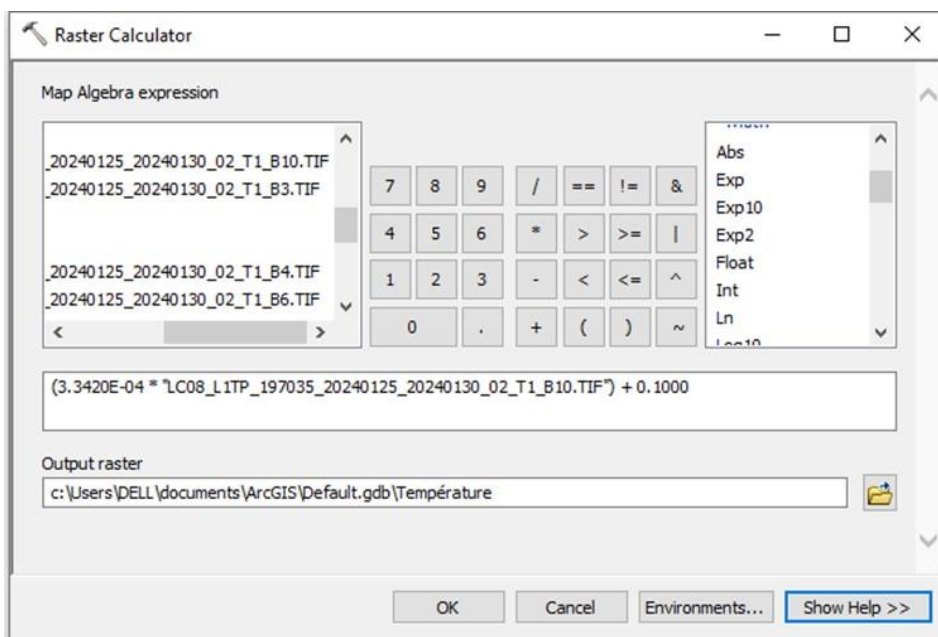 Raster Calculator
Map Algebra expression
_20240125_20240130_02_T1_B10.TIF
_20240125_20240130_02_T1_B3.TIF
_20240125_20240130_02_T1_B4.TIF
_20240125_20240130_02_T1_B6.TIF
7 8 9 / == != &
4 5 6 * > >= |
1 2 3 - < <= ^
0 . + ( ) ~
Math
Abs
Exp
Exp10
Exp2
Float
Int
Ln
Log10
(3.3420E-04 * "LC08_L1TP_197035_20240125_20240130_02_T1_B10.TIF") + 0.1000
Output raster
c:\Users\DELL\documents\ArcGIS\Default.gdb\Température
OK Cancel Environments... Show Help >>